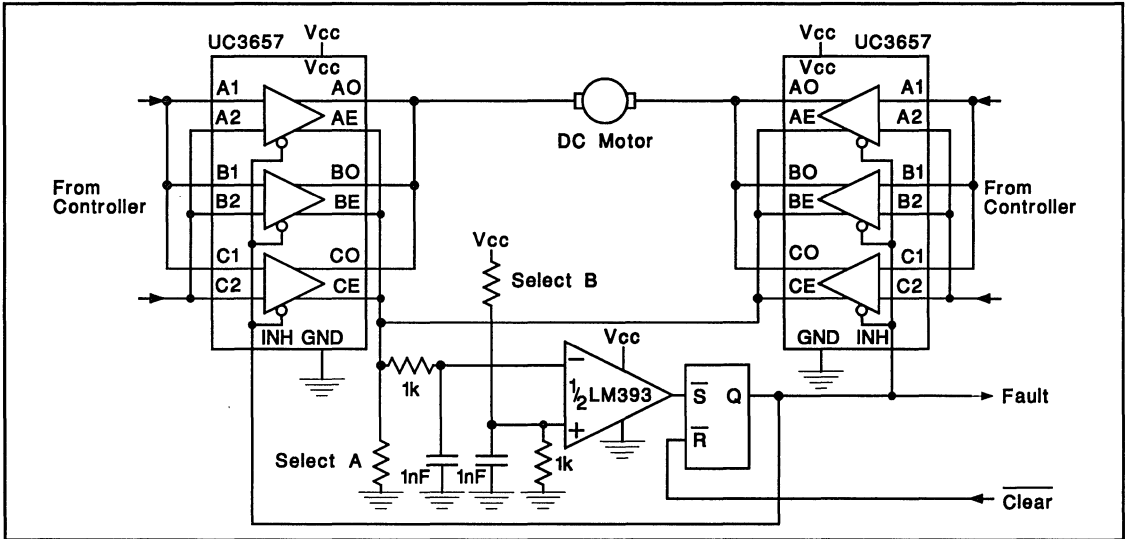 UC3657
Vcc
Vcc
A1
A2
AO
AE
B1
B2
BO
BE
C1
C2
CO
CE
INH GND
From
Controller
DC Motor
Vcc
UC3657
Vcc
AO
AE
A1
A2
BO
BE
B1
B2
CO
CE
C1
C2
GND INH
From
Controller
Vcc
Select B
1k
Select A
1nF
1nF
1k
Vcc
−
+
½LM393
S̅ Q
R̅
Fault
C̅l̅e̅a̅r̅